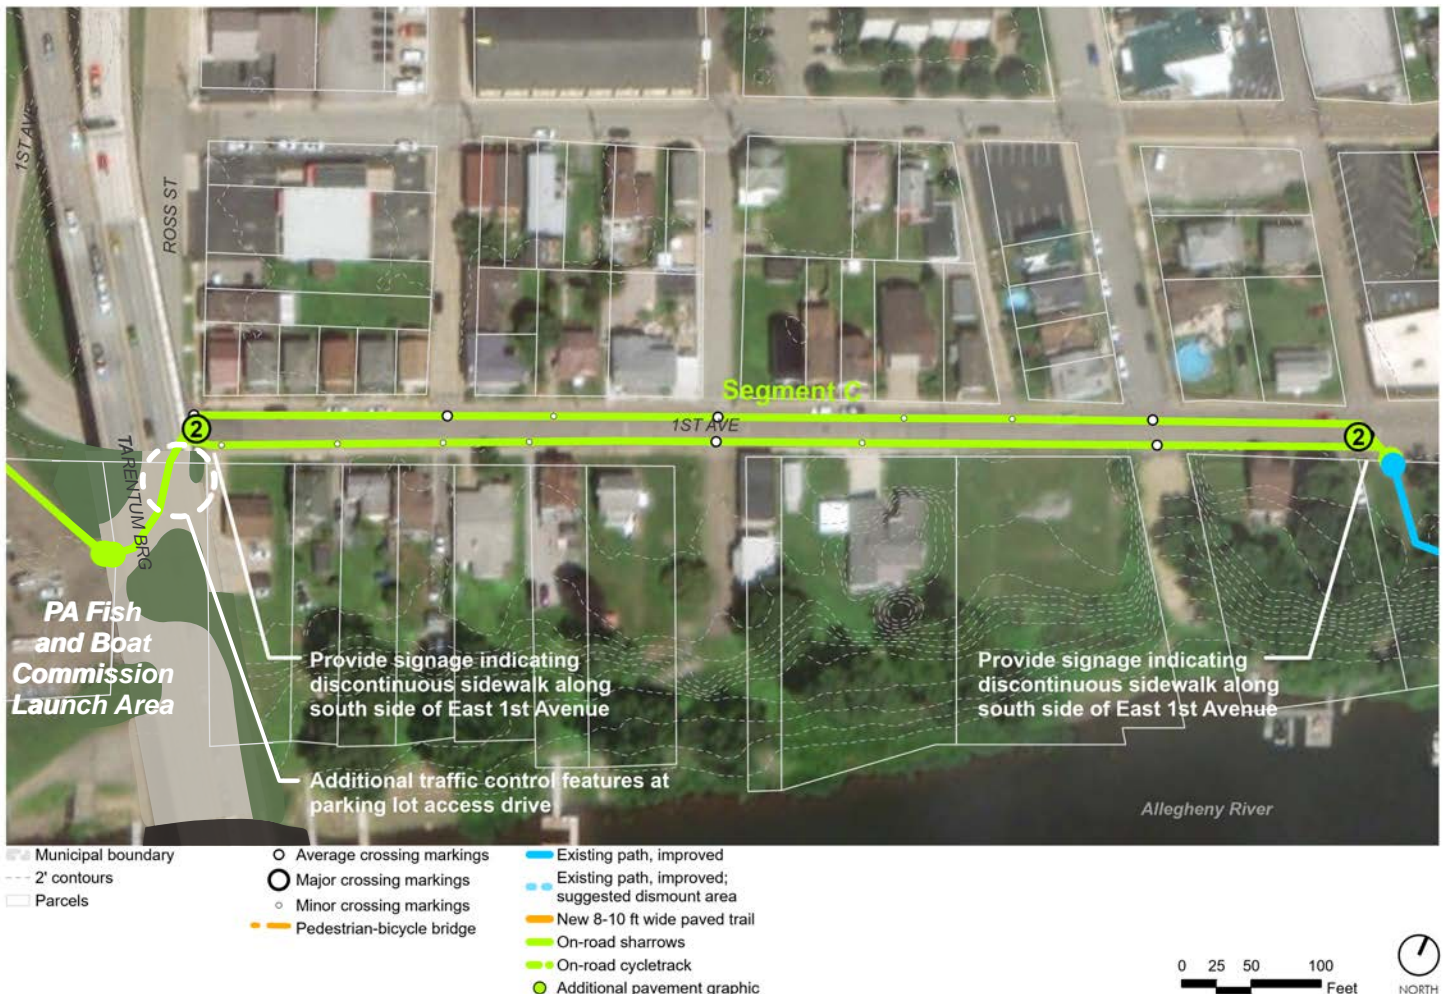 1ST AVE
ROSS ST
Segment C
1ST AVE
2
2
TARENTUM BRG
PA Fish
and Boat
Commission
Launch Area
Provide signage indicating
discontinuous sidewalk along
south side of East 1st Avenue
Provide signage indicating
discontinuous sidewalk along
south side of East 1st Avenue
Additional traffic control features at
parking lot access drive
Allegheny River
Municipal boundary
2' contours
Parcels
Average crossing markings
Major crossing markings
Minor crossing markings
Pedestrian-bicycle bridge
Existing path, improved
Existing path, improved;
suggested dismount area
New 8-10 ft wide paved trail
On-road sharrows
On-road cycletrack
Additional pavement graphic
0 25 50 100
Feet
NORTH